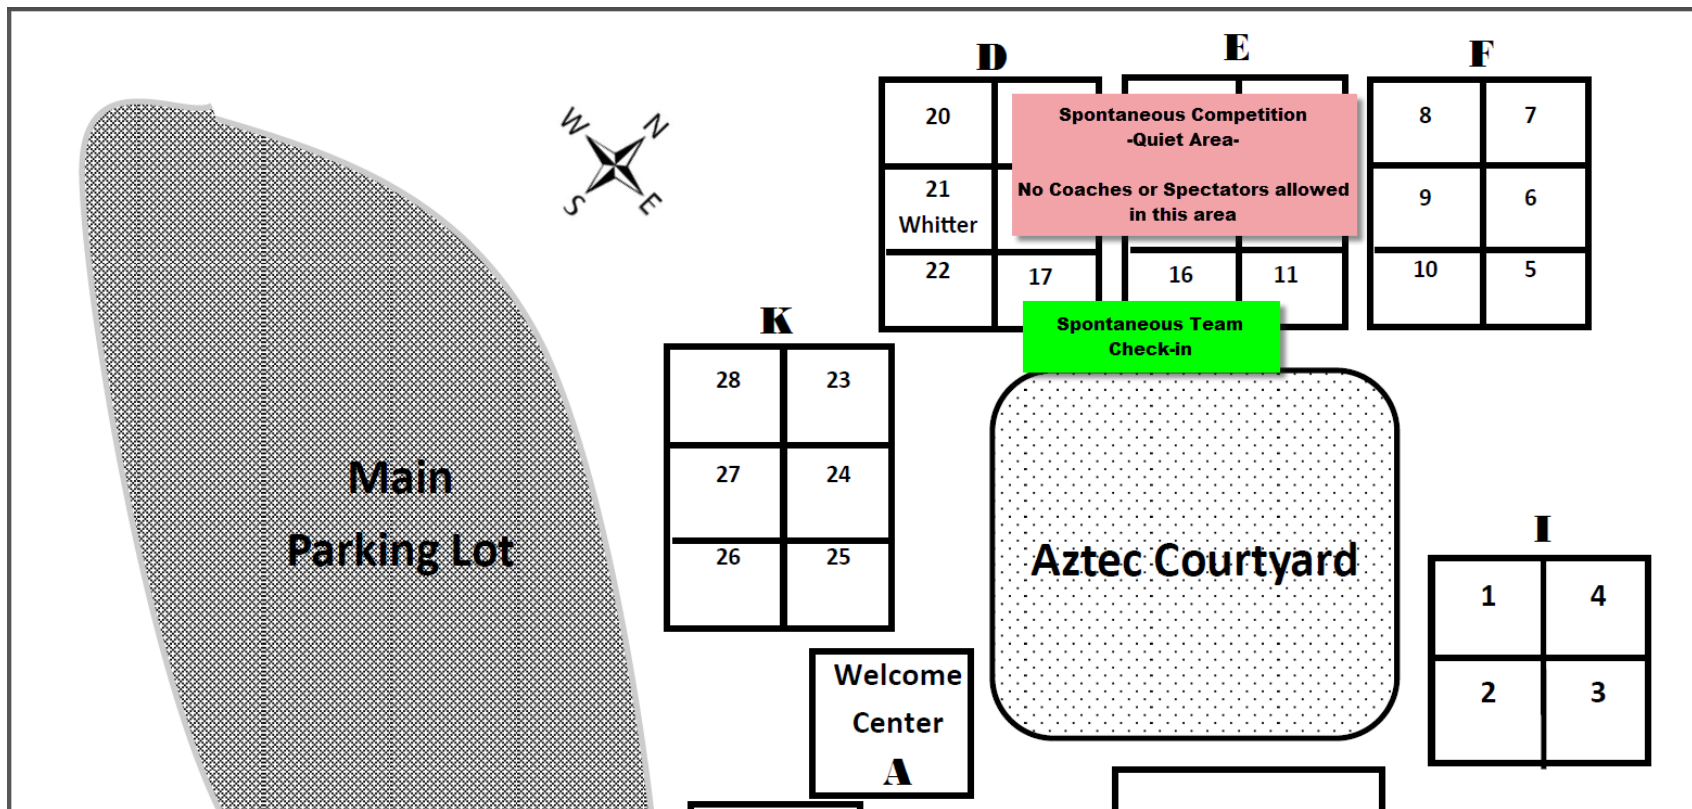 D
E
F
20
Spontaneous Competition
-Quiet Area-
No Coaches or Spectators allowed
in this area
8
7
21
Whitter
9
6
22
17
16
11
10
5
Spontaneous Team
Check-in
W
N
S
E
K
28
23
27
24
26
25
Main
Parking Lot
Aztec Courtyard
I
1
4
2
3
Welcome
Center
A